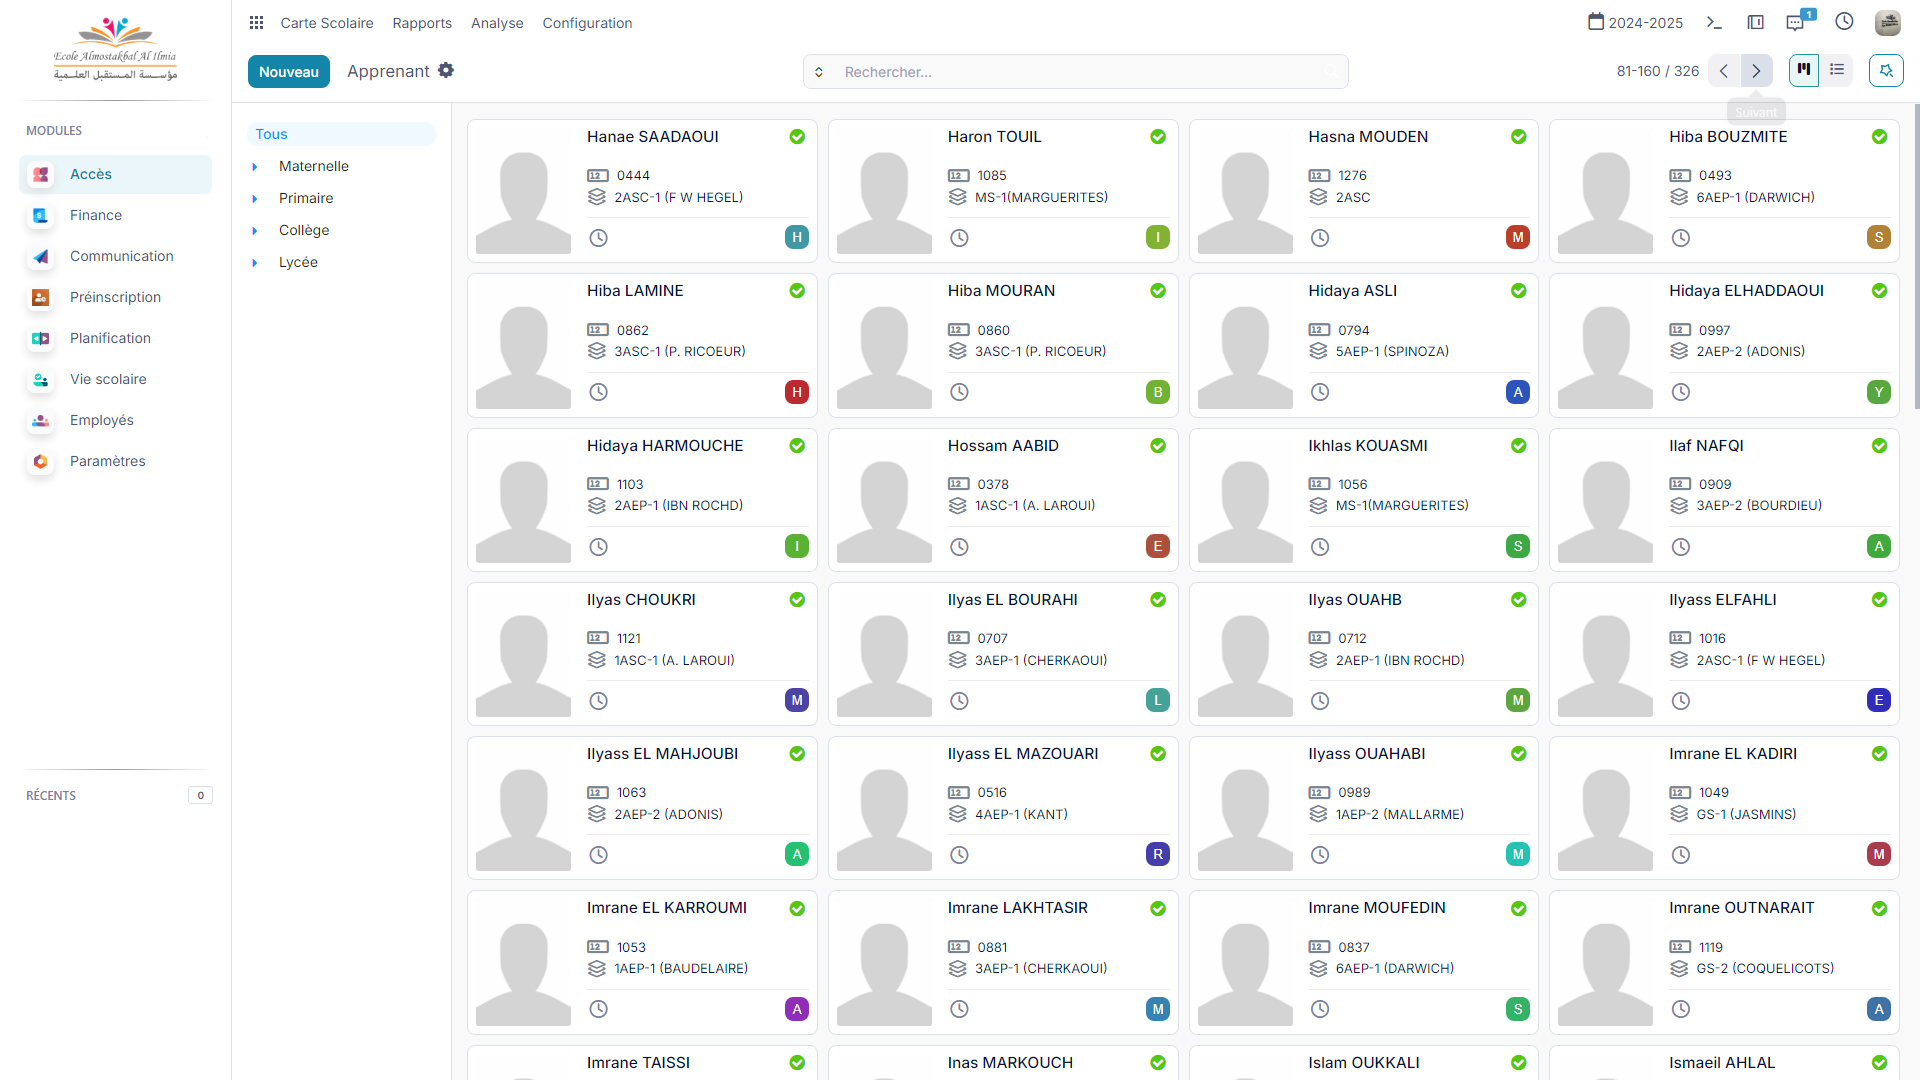 Ecole Almostakbal Al Ilmia
مؤسسة المستقبل العلمية
MODULES
Accès
Finance
Communication
Préinscription
Planification
Vie scolaire
Employés
Paramètres
RÉCENTS 0
Carte Scolaire Rapports Analyse Configuration
2024-2025 1
Nouveau Apprenant Rechercher... 81-160 / 326
Suivant
Tous
Maternelle
Primaire
Collège
Lycée
Hanae SAADAOUI
0444
2ASC-1 (F W HEGEL)
H
Haron TOUIL
1085
MS-1(MARGUERITES)
I
Hasna MOUDEN
1276
2ASC
M
Hiba BOUZMITE
0493
6AEP-1 (DARWICH)
S
Hiba LAMINE
0862
3ASC-1 (P. RICOEUR)
H
Hiba MOURAN
0860
3ASC-1 (P. RICOEUR)
B
Hidaya ASLI
0794
5AEP-1 (SPINOZA)
A
Hidaya ELHADDAOUI
0997
2AEP-2 (ADONIS)
Y
Hidaya HARMOUCHE
1103
2AEP-1 (IBN ROCHD)
I
Hossam AABID
0378
1ASC-1 (A. LAROUI)
E
Ikhlas KOUASMI
1056
MS-1(MARGUERITES)
S
Ilaf NAFQI
0909
3AEP-2 (BOURDIEU)
A
Ilyas CHOUKRI
1121
1ASC-1 (A. LAROUI)
M
Ilyas EL BOURAHI
0707
3AEP-1 (CHERKAOUI)
L
Ilyas OUAHB
0712
2AEP-1 (IBN ROCHD)
M
Ilyass ELFAHLI
1016
2ASC-1 (F W HEGEL)
E
Ilyass EL MAHJOUBI
1063
2AEP-2 (ADONIS)
A
Ilyass EL MAZOUARI
0516
4AEP-1 (KANT)
R
Ilyass OUAHABI
0989
1AEP-2 (MALLARME)
M
Imrane EL KADIRI
1049
GS-1 (JASMINS)
M
Imrane EL KARROUMI
1053
1AEP-1 (BAUDELAIRE)
A
Imrane LAKHTASIR
0881
3AEP-1 (CHERKAOUI)
M
Imrane MOUFEDIN
0837
6AEP-1 (DARWICH)
S
Imrane OUTNARAIT
1119
GS-2 (COQUELICOTS)
A
Imrane TAISSI
Inas MARKOUCH
Islam OUKKALI
Ismaeil AHLAL